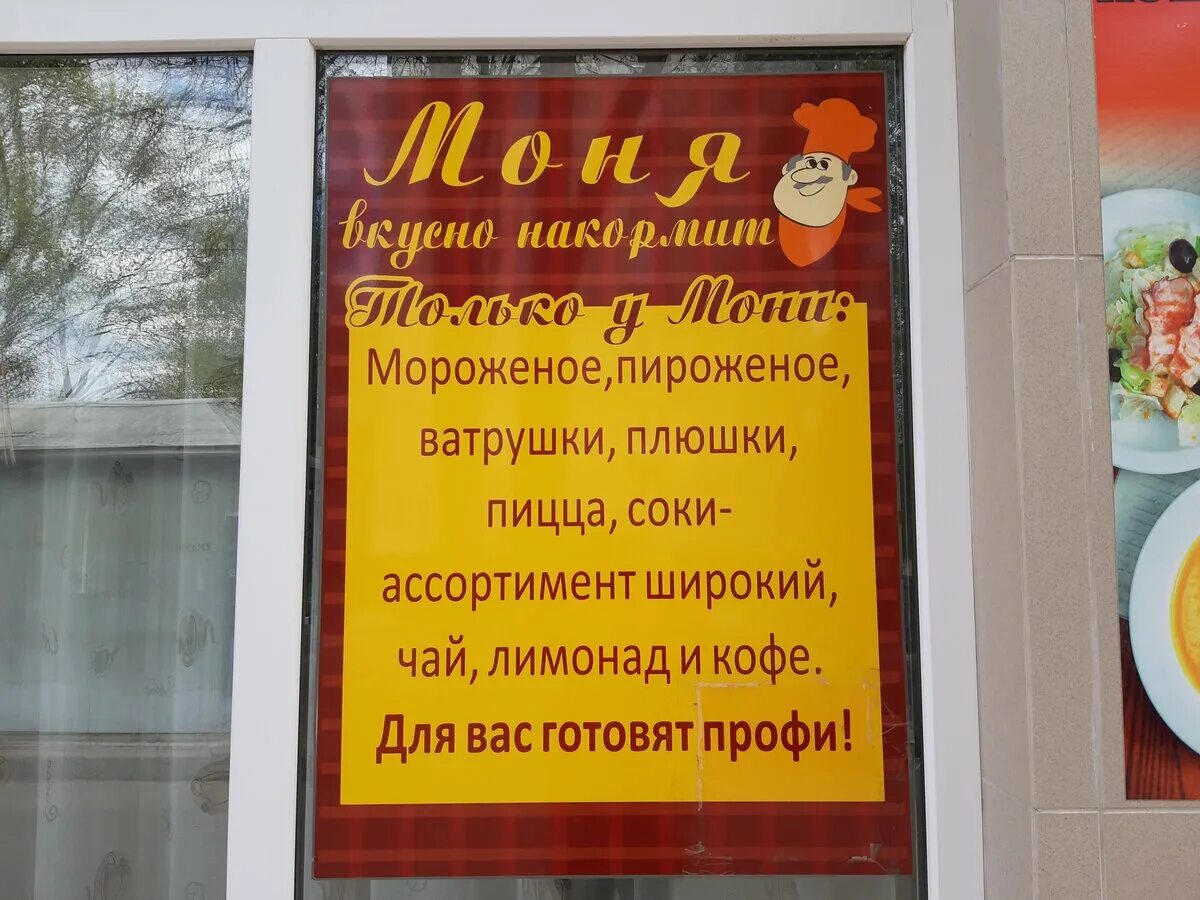 Моня
вкусно накормит
Только у Мони:
Мороженое,пироженое,
ватрушки, плюшки,
пицца, соки-
ассортимент широкий,
чай, лимонад и кофе.
Для вас готовят профи!